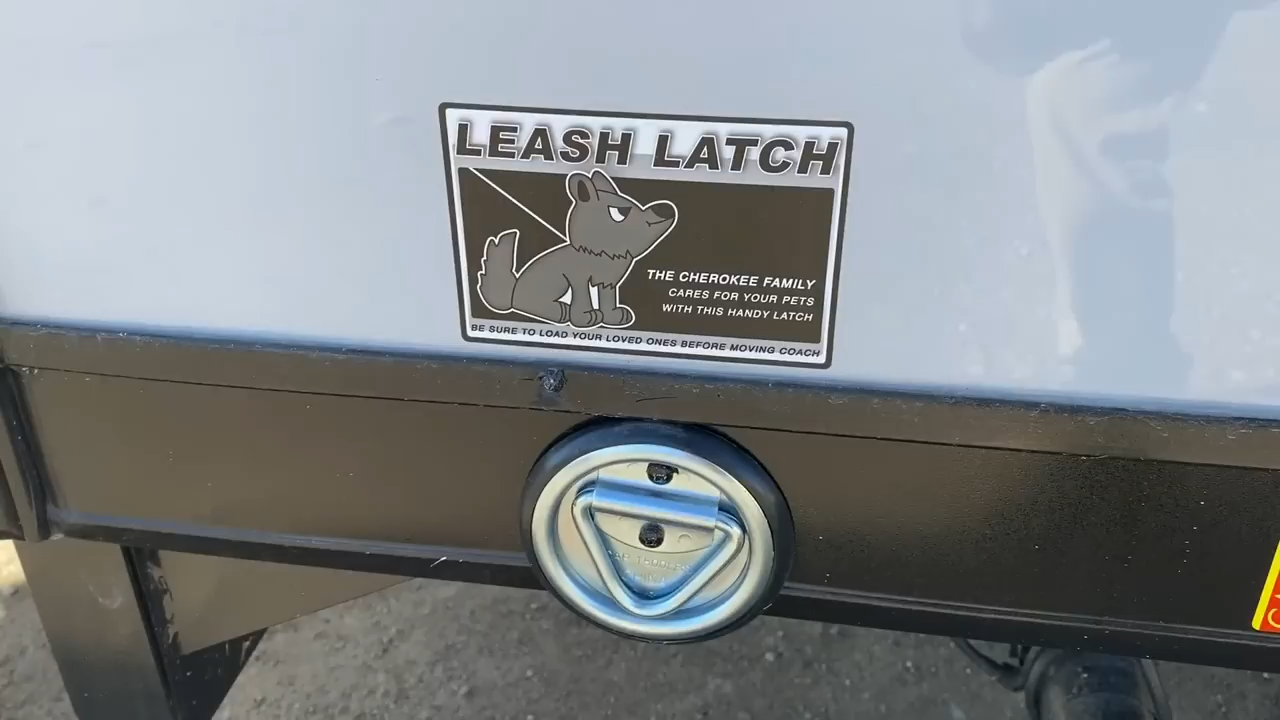 LEASH LATCH
THE CHEROKEE FAMILY
CARES FOR YOUR PETS
WITH THIS HANDY LATCH
BE SURE TO LOAD YOUR LOVED ONES BEFORE MOVING COACH